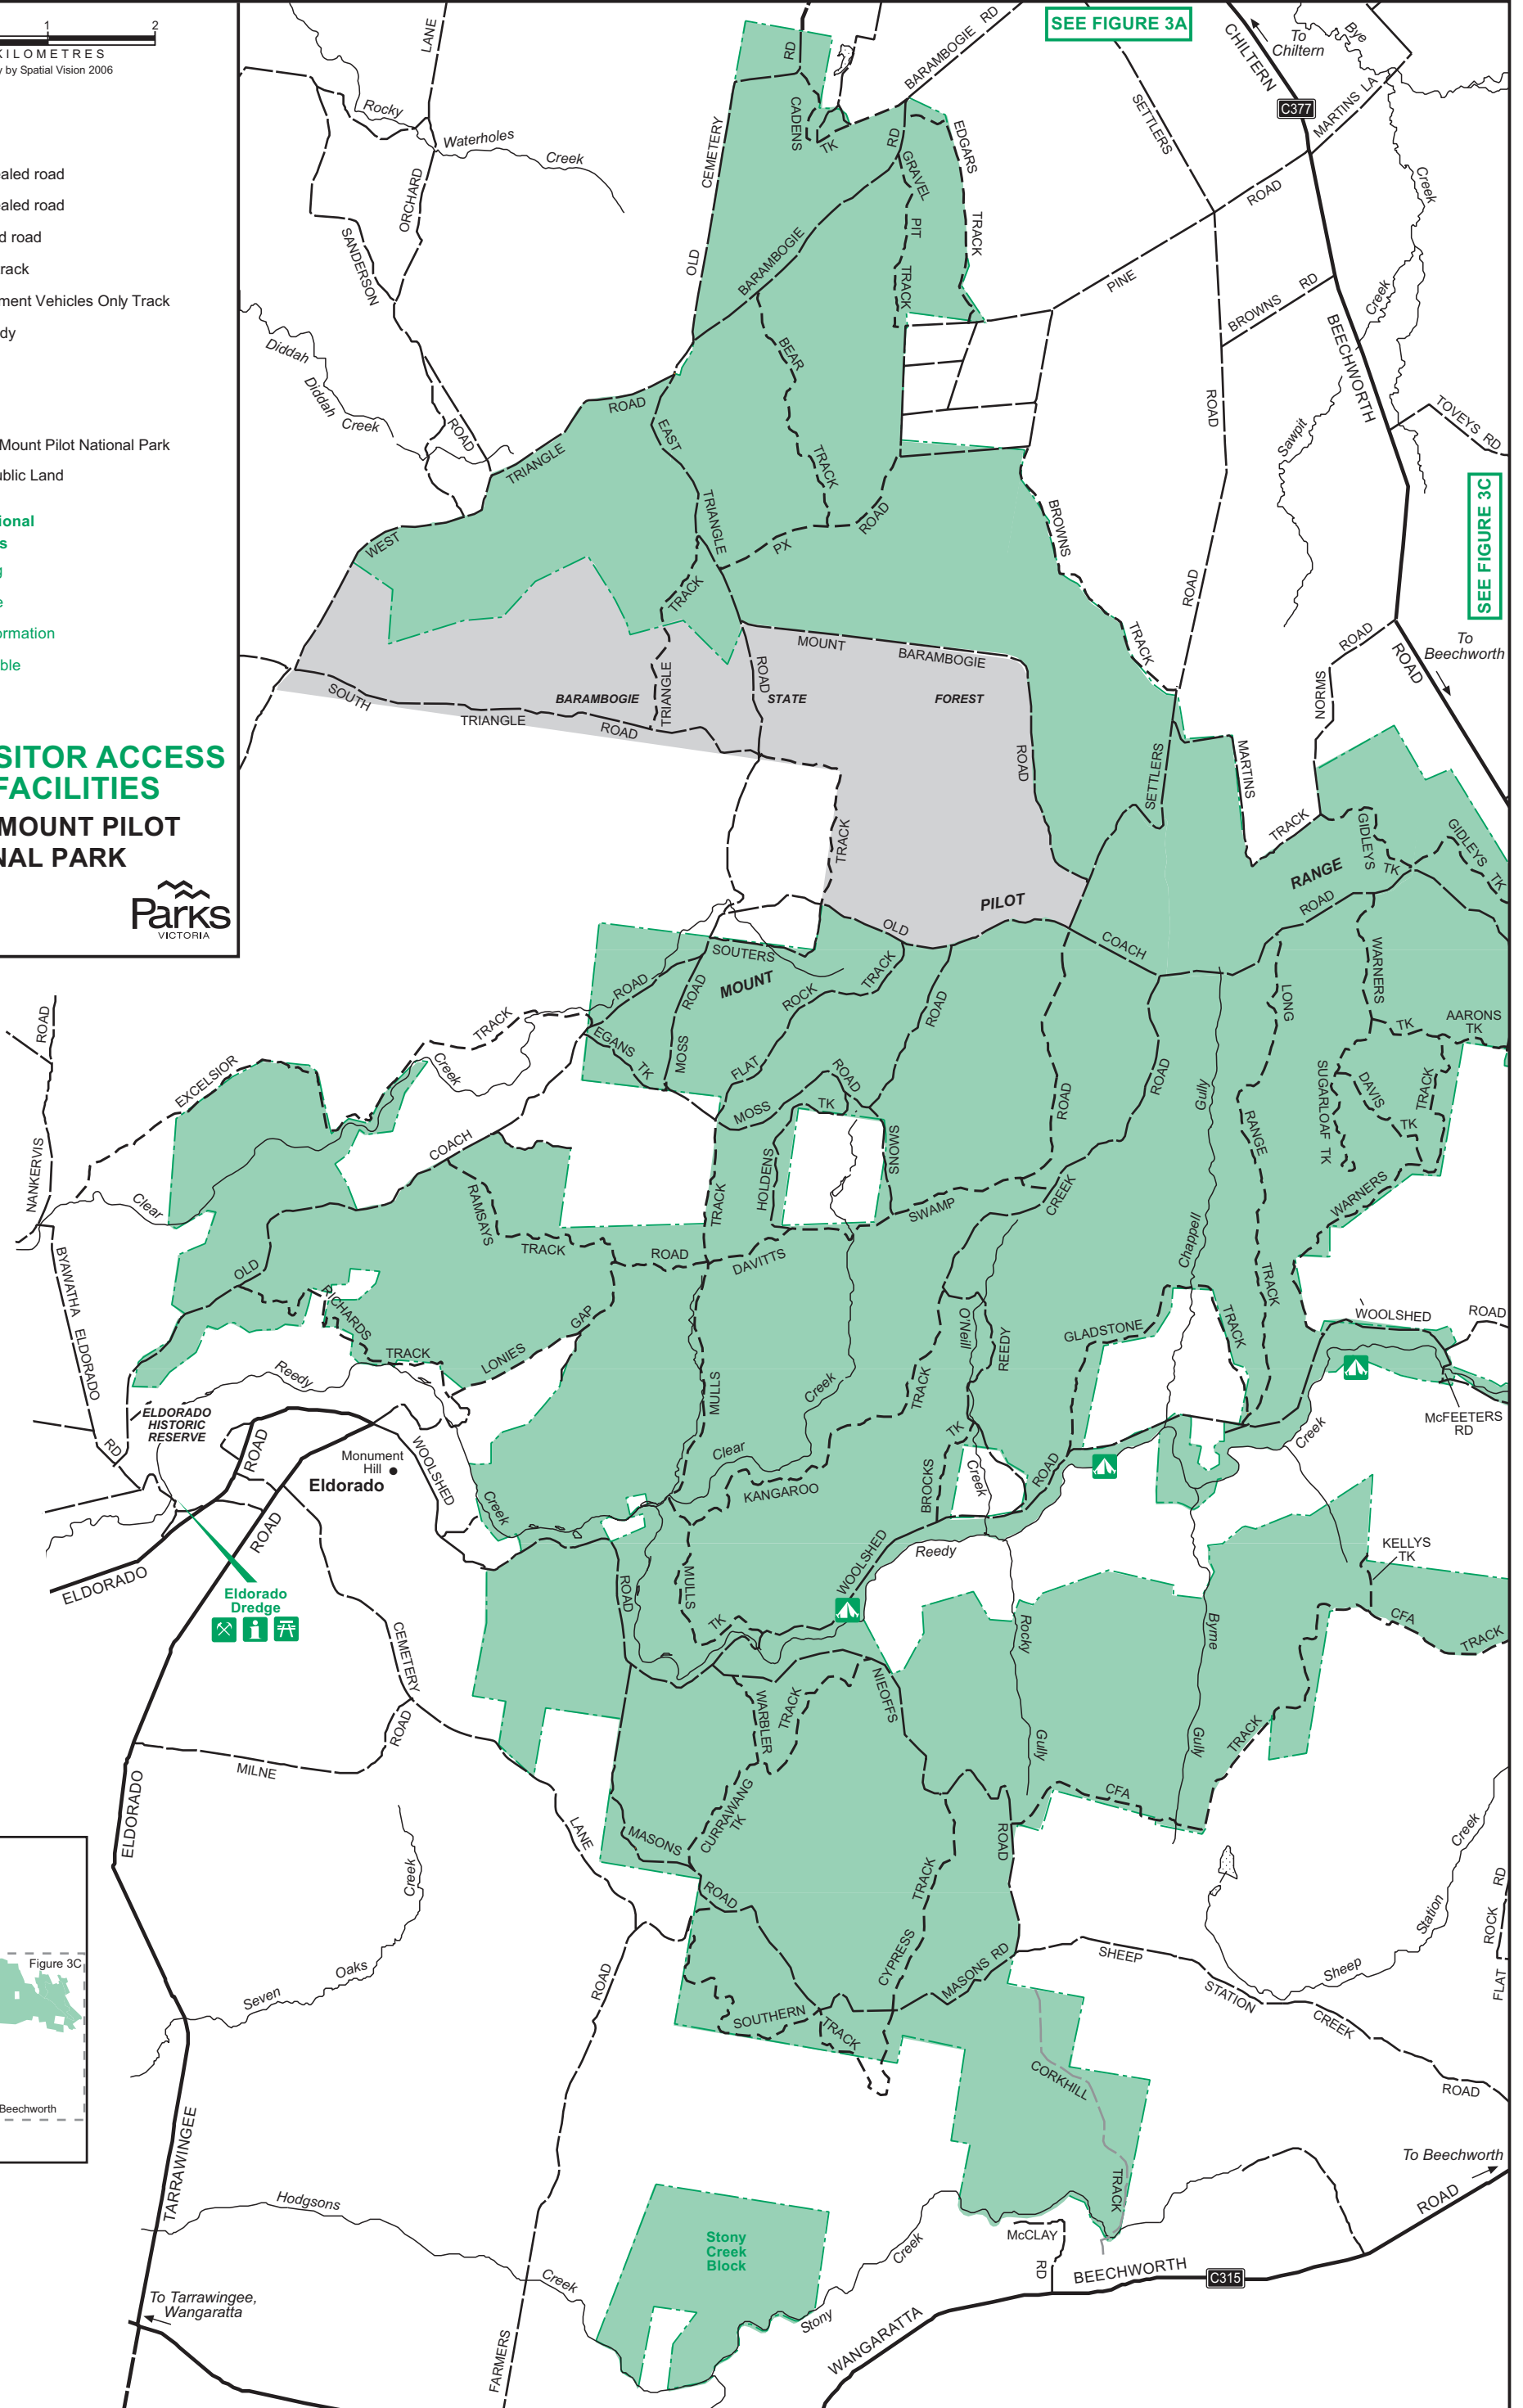 1 2
KILOMETRES
by Spatial Vision 2006
aled road
aled road
d road
rack
ment Vehicles Only Track
dy
Mount Pilot National Park
ublic Land
ional
s
g
e
ormation
ble
SITOR ACCESS
FACILITIES
MOUNT PILOT
NAL PARK
Parks
VICTORIA
SEE FIGURE 3A
SEE FIGURE 3C
To
Chiltern
CHILTERN
C377
Bye
Creek
MARTINS LA
LANE
Rocky
Waterholes
Creek
ORCHARD
SANDERSON
ROAD
Diddah
Diddah
Creek
CEMETERY
OLD
RD
CADENS
TK
BARAMBOGIE RD
RD
EDGARS
TRACK
GRAVEL
PIT
TRACK
BARAMBOGIE
SETTLERS
ROAD
PINE
ROAD
BROWNS RD
BEECHWORTH
Creek
Sawpit
TOVEYS RD
ROAD
To
Beechworth
BEAR
TRACK
ROAD
TRIANGLE
WEST
EAST
TRIANGLE
ROAD
PX
ROAD
BROWNS
TRACK
ROAD
TRACK
TRIANGLE
MOUNT
BARAMBOGIE
ROAD
BARAMBOGIE
STATE
FOREST
SOUTH
TRIANGLE
ROAD
TRACK
SETTLERS
MARTINS
TRACK
NORMS
ROAD
GIDLEYS
TK
GIDLEYS
TK
RANGE
ROAD
PILOT
OLD
COACH
MOUNT
SOUTERS
ROAD
ROAD
MOSS
EGANS
TK
FLAT
ROCK
TRACK
ROAD
MOSS
ROAD
TK
HOLDENS
SNOWS
TRACK
SWAMP
ROAD
ROAD
CREEK
Gully
Chappell
LONG
RANGE
TRACK
WARNERS
TK
AARONS
TK
SUGARLOAF TK
DAVIS
TK
TRACK
WARNERS
ROAD
NANKERVIS
EXCELSIOR
TRACK
Creek
Clear
COACH
RAMSAYS
TRACK
ROAD
DAVITTS
OLD
RICHARDS
TRACK
LONIES
GAP
BYAWATHA
ELDORADO
RD
Reedy
ELDORADO
HISTORIC
RESERVE
ROAD
Monument
Hill
Eldorado
WOOLSHED
Creek
ROAD
ELDORADO
Eldorado
Dredge
MULLS
Clear
Creek
KANGAROO
TRACK
O'Neill
REEDY
TK
BROCKS
Creek
GLADSTONE
TRACK
ROAD
WOOLSHED
ROAD
McFEETERS
RD
Creek
WOOLSHED
Reedy
ROAD
MULLS
TK
NIEOFFS
Rocky
Gully
Byrne
Gully
KELLYS
TK
CFA
TRACK
TRACK
CFA
CEMETERY
ROAD
MILNE
ELDORADO
WARBLER
TRACK
CURRAWANG
TK
MASONS
ROAD
LANE
ROAD
TRACK
CYPRESS
MASONS RD
SOUTHERN
TRACK
SHEEP
STATION
CREEK
ROAD
Sheep
Station
Creek
FLAT
ROCK
RD
Creek
Oaks
Seven
Figure 3C
Beechworth
TARRAWINGEE
ROAD
FARMERS
CORKHILL
TRACK
Hodgsons
Creek
Stony
Creek
Block
Stony
Creek
McCLAY
RD
BEECHWORTH
C315
WANGARATTA
ROAD
To Beechworth
To Tarrawingee,
Wangaratta